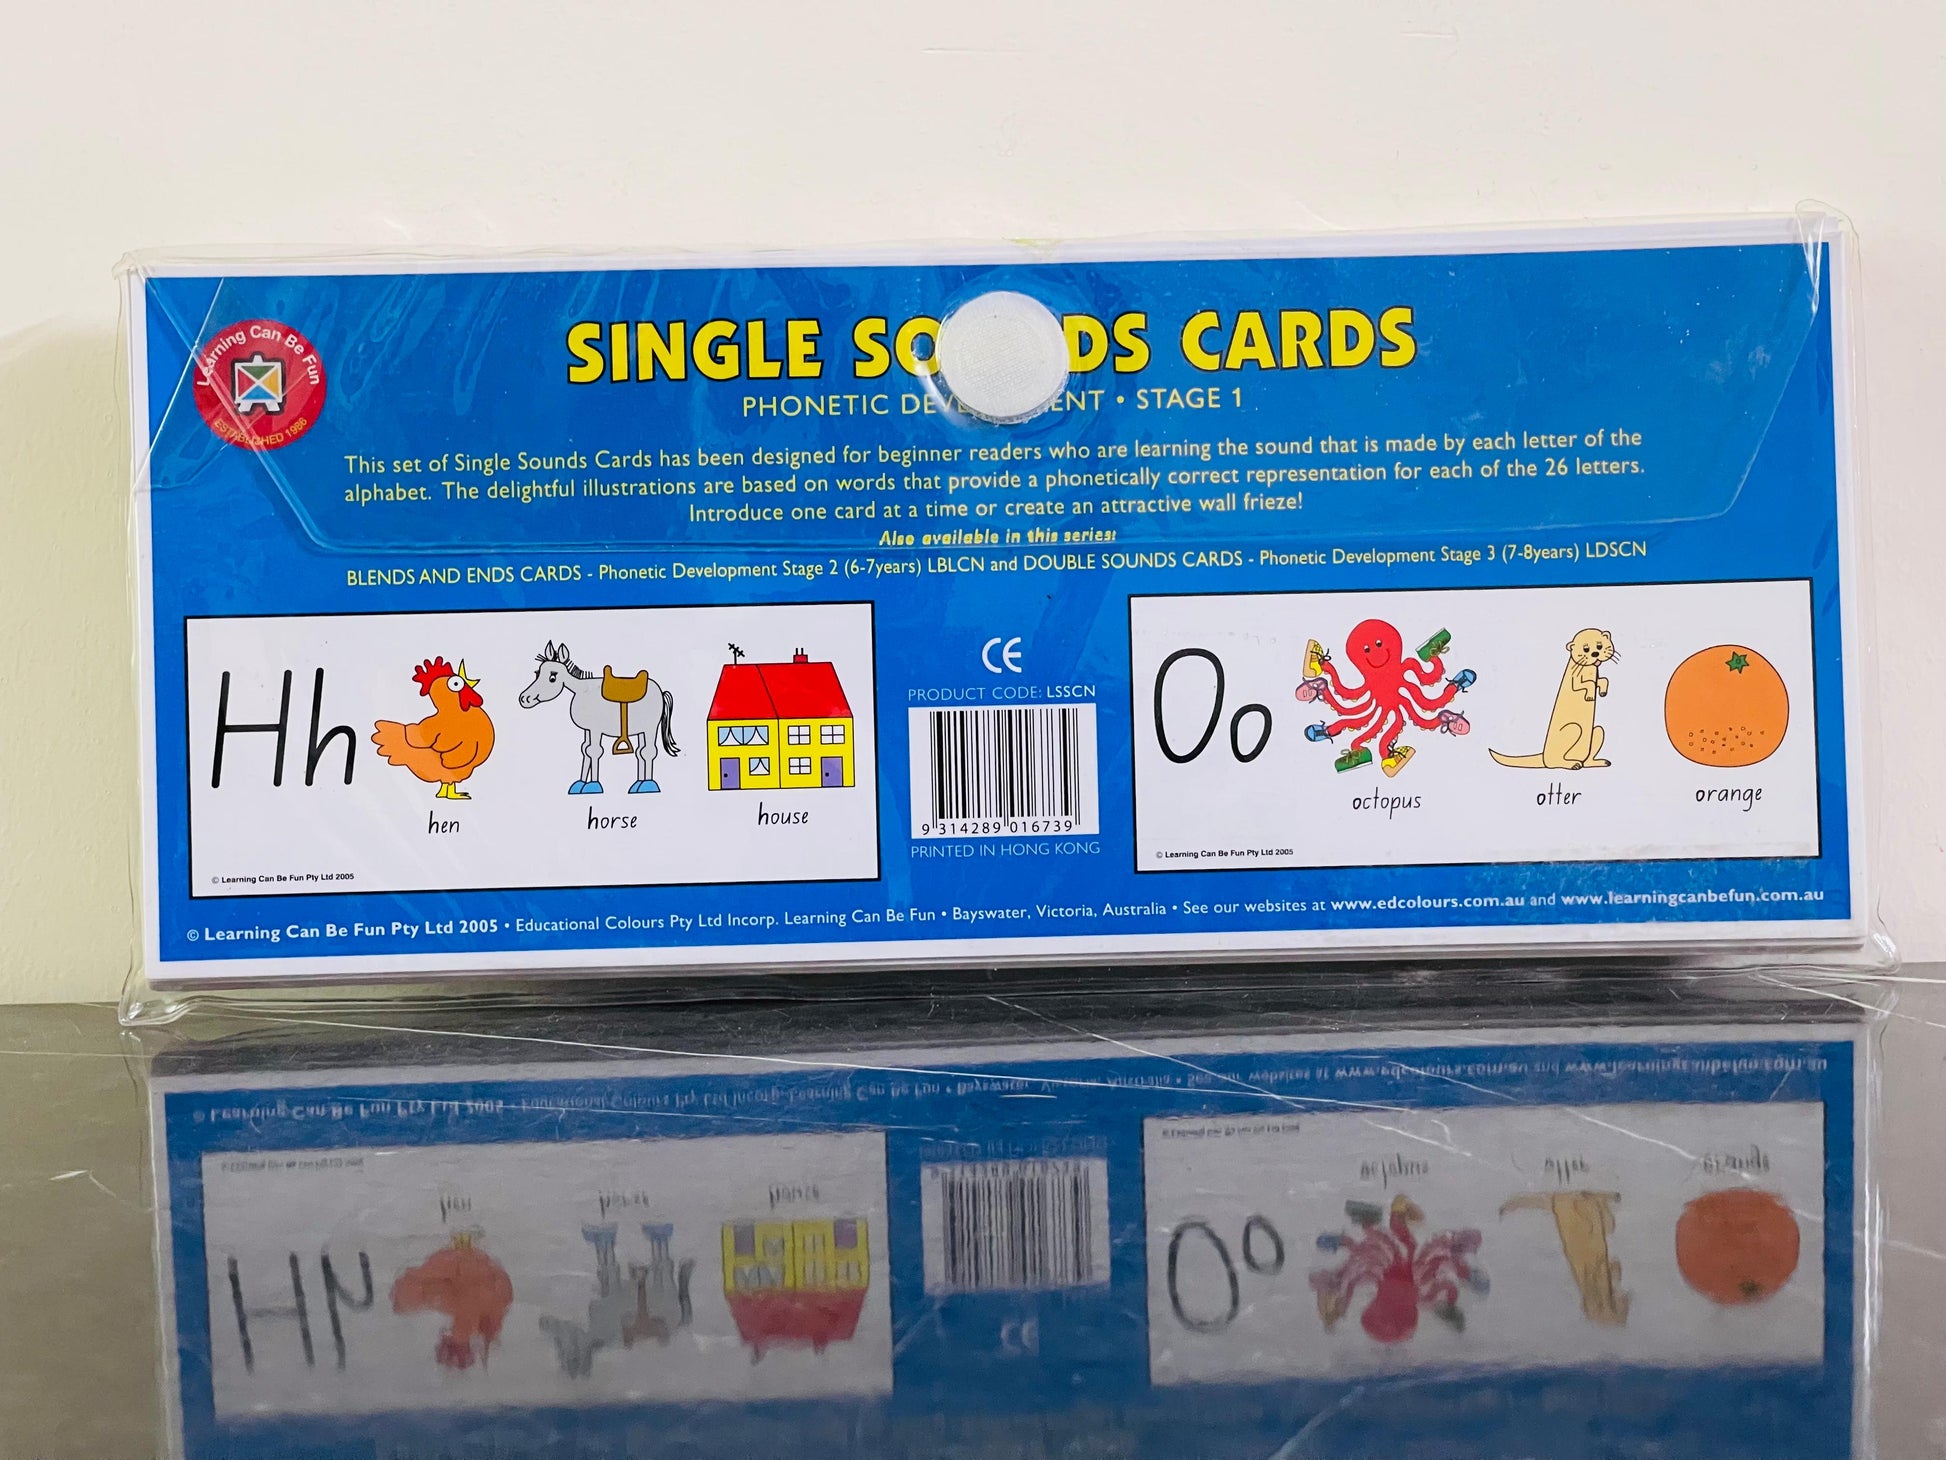 Learning Can Be Fun
ESTABLISHED 1986
SINGLE SO DS CARDS
PHONETIC DEV ENT • STAGE 1
This set of Single Sounds Cards has been designed for beginner readers who are learning the sound that is made by each letter of the
alphabet. The delightful illustrations are based on words that provide a phonetically correct representation for each of the 26 letters.
Introduce one card at a time or create an attractive wall frieze!
Also available in this series:
BLENDS AND ENDS CARDS - Phonetic Development Stage 2 (6-7years) LBLCN and DOUBLE SOUNDS CARDS - Phonetic Development Stage 3 (7-8years) LDSCN
Hh
hen
horse
house
© Learning Can Be Fun Pty Ltd 2005
CE
PRODUCT CODE: LSSCN
9 314289 016739
PRINTED IN HONG KONG
Oo
octopus
otter
orange
© Learning Can Be Fun Pty Ltd 2005
© Learning Can Be Fun Pty Ltd 2005 • Educational Colours Pty Ltd Incorp. Learning Can Be Fun • Bayswater, Victoria, Australia • See our websites at www.edcolours.com.au and www.learningcanbefun.com.au